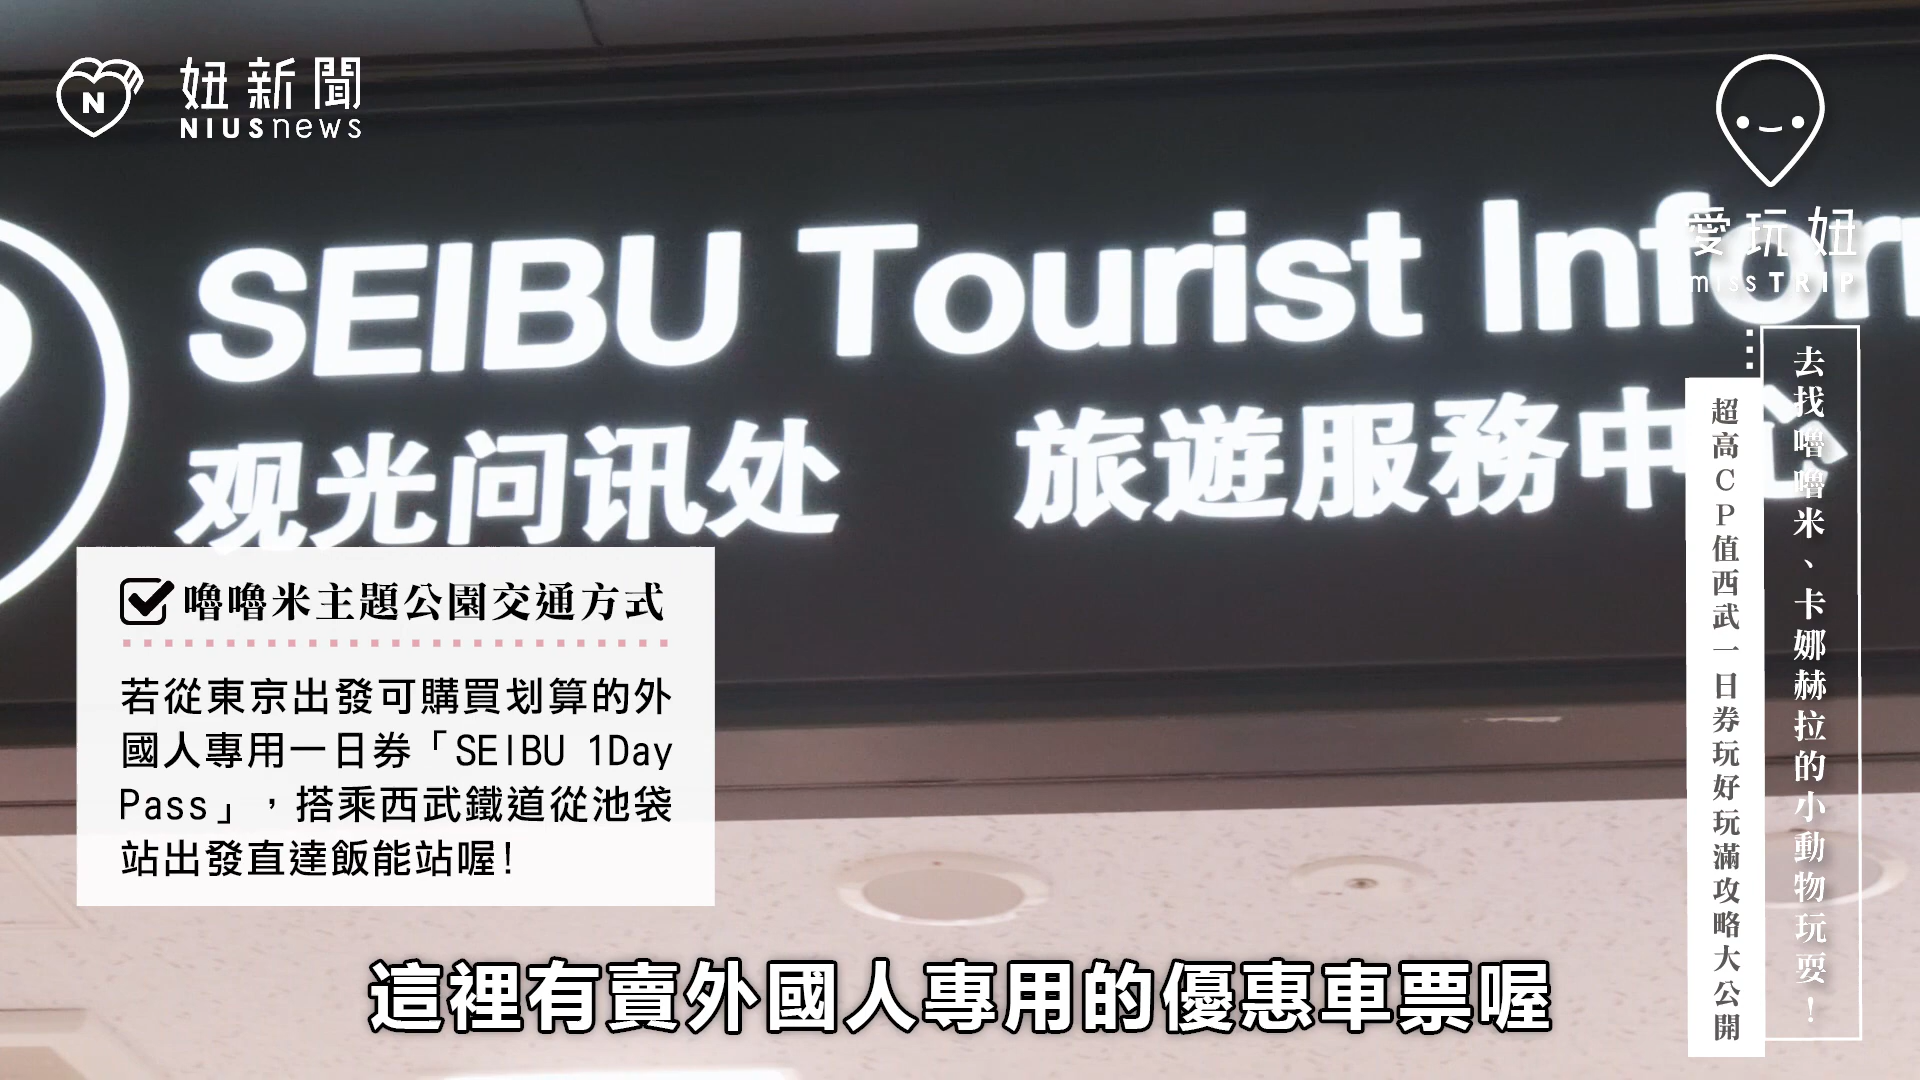 N
妞新聞
NIUSnews
愛玩妞
miss TRIP
SEIBU Tourist Infor
观光问讯处 旅遊服務中心
去找嚕嚕米、卡娜赫拉的小動物玩耍！
超高CP值西武一日券玩好玩滿攻略大公開
嚕嚕米主題公園交通方式
若從東京出發可購買划算的外
國人專用一日券「SEIBU 1Day
Pass」，搭乘西武鐵道從池袋
站出發直達飯能站喔！
這裡有賣外國人專用的優惠車票喔